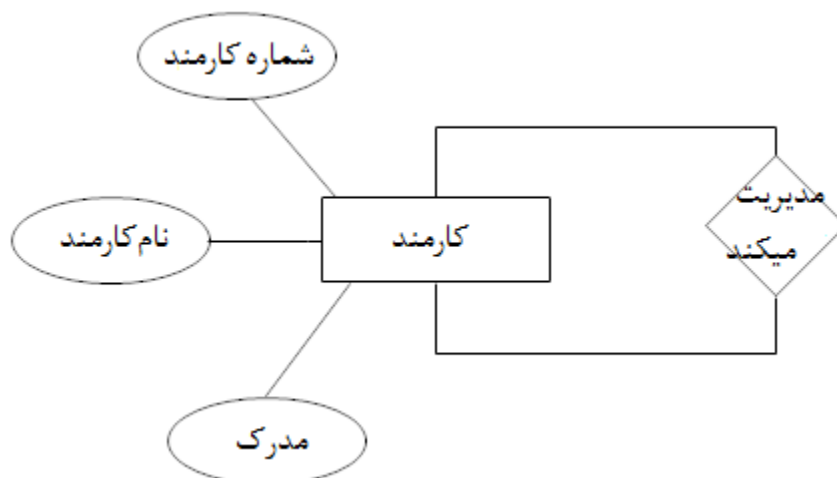 شماره کارمند
مدیریت
میکند
نام کارمند
کارمند
مدرک